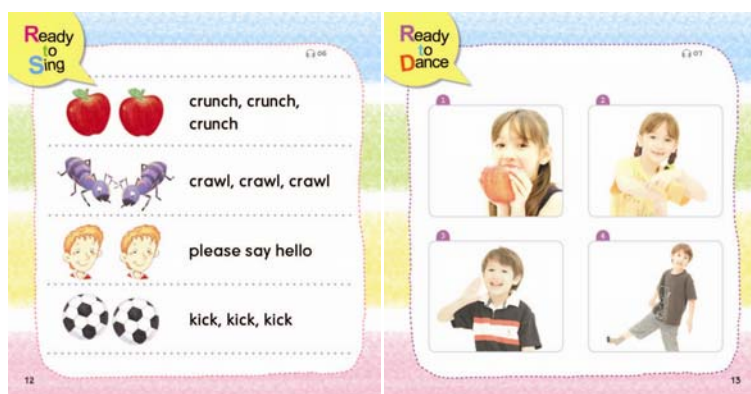 Ready
to
Sing
06
crunch, crunch,
crunch
crawl, crawl, crawl
please say hello
kick, kick, kick
12
Ready
to
Dance
07
1
2
3
4
13